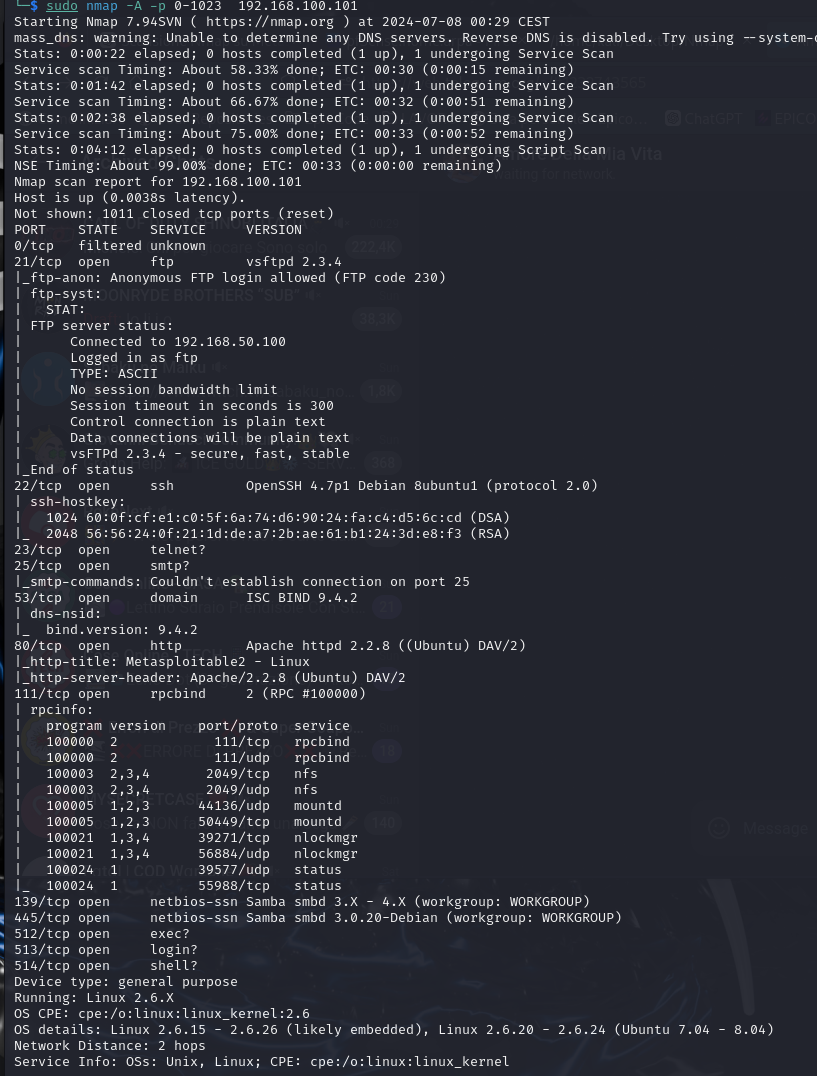 └─$ sudo nmap -A -p 0-1023 192.168.100.101
Starting Nmap 7.94SVN ( https://nmap.org ) at 2024-07-08 00:29 CEST
mass_dns: warning: Unable to determine any DNS servers. Reverse DNS is disabled. Try using --system-
Stats: 0:00:22 elapsed; 0 hosts completed (1 up), 1 undergoing Service Scan
Service scan Timing: About 58.33% done; ETC: 00:30 (0:00:15 remaining)
Stats: 0:01:42 elapsed; 0 hosts completed (1 up), 1 undergoing Service Scan
Service scan Timing: About 66.67% done; ETC: 00:32 (0:00:51 remaining)
Stats: 0:02:38 elapsed; 0 hosts completed (1 up), 1 undergoing Service Scan
Service scan Timing: About 75.00% done; ETC: 00:33 (0:00:52 remaining)
Stats: 0:04:12 elapsed; 0 hosts completed (1 up), 1 undergoing Script Scan
NSE Timing: About 99.00% done; ETC: 00:33 (0:00:00 remaining)
Nmap scan report for 192.168.100.101
Host is up (0.0038s latency).
Not shown: 1011 closed tcp ports (reset)
PORT    STATE    SERVICE     VERSION
0/tcp   filtered unknown
21/tcp  open     ftp         vsftpd 2.3.4
|_ftp-anon: Anonymous FTP login allowed (FTP code 230)
| ftp-syst:
|   STAT:
| FTP server status:
|      Connected to 192.168.50.100
|      Logged in as ftp
|      TYPE: ASCII
|      No session bandwidth limit
|      Session timeout in seconds is 300
|      Control connection is plain text
|      Data connections will be plain text
|      vsFTPd 2.3.4 - secure, fast, stable
|_End of status
22/tcp  open     ssh         OpenSSH 4.7p1 Debian 8ubuntu1 (protocol 2.0)
| ssh-hostkey:
|   1024 60:0f:cf:e1:c0:5f:6a:74:d6:90:24:fa:c4:d5:6c:cd (DSA)
|_  2048 56:56:24:0f:21:1d:de:a7:2b:ae:61:b1:24:3d:e8:f3 (RSA)
23/tcp  open     telnet?
25/tcp  open     smtp?
|_smtp-commands: Couldn't establish connection on port 25
53/tcp  open     domain      ISC BIND 9.4.2
| dns-nsid:
|_  bind.version: 9.4.2
80/tcp  open     http        Apache httpd 2.2.8 ((Ubuntu) DAV/2)
|_http-title: Metasploitable2 - Linux
|_http-server-header: Apache/2.2.8 (Ubuntu) DAV/2
111/tcp open     rpcbind     2 (RPC #100000)
| rpcinfo:
|   program version    port/proto  service
|   100000  2            111/tcp   rpcbind
|   100000  2            111/udp   rpcbind
|   100003  2,3,4       2049/tcp   nfs
|   100003  2,3,4       2049/udp   nfs
|   100005  1,2,3      44136/udp   mountd
|   100005  1,2,3      50449/tcp   mountd
|   100021  1,3,4      39271/tcp   nlockmgr
|   100021  1,3,4      56884/udp   nlockmgr
|   100024  1          39577/udp   status
|_  100024  1          55988/tcp   status
139/tcp open     netbios-ssn Samba smbd 3.X - 4.X (workgroup: WORKGROUP)
445/tcp open     netbios-ssn Samba smbd 3.0.20-Debian (workgroup: WORKGROUP)
512/tcp open     exec?
513/tcp open     login?
514/tcp open     shell?
Device type: general purpose
Running: Linux 2.6.X
OS CPE: cpe:/o:linux:linux_kernel:2.6
OS details: Linux 2.6.15 - 2.6.26 (likely embedded), Linux 2.6.20 - 2.6.24 (Ubuntu 7.04 - 8.04)
Network Distance: 2 hops
Service Info: OSs: Unix, Linux; CPE: cpe:/o:linux:linux_kernel